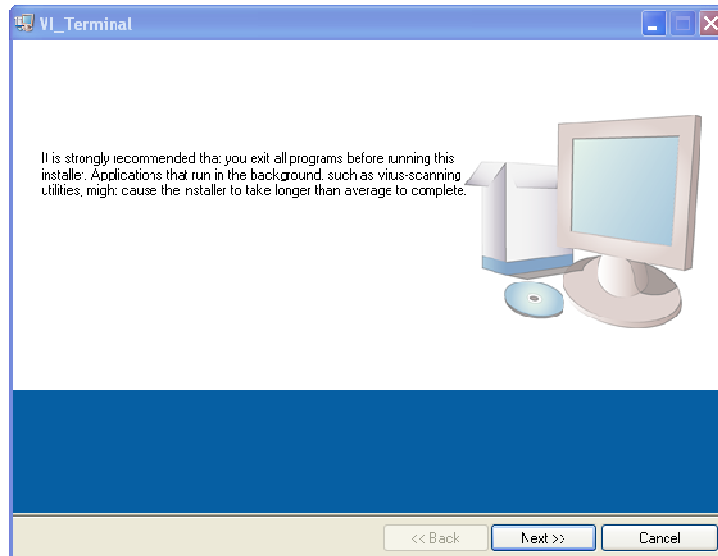 VI_Terminal
It is strongly recommended that you exit all programs before running this
installer. Applications that run in the background, such as virus-scanning
utilities, might cause the installer to take longer than average to complete.
<< Back Next >> Cancel